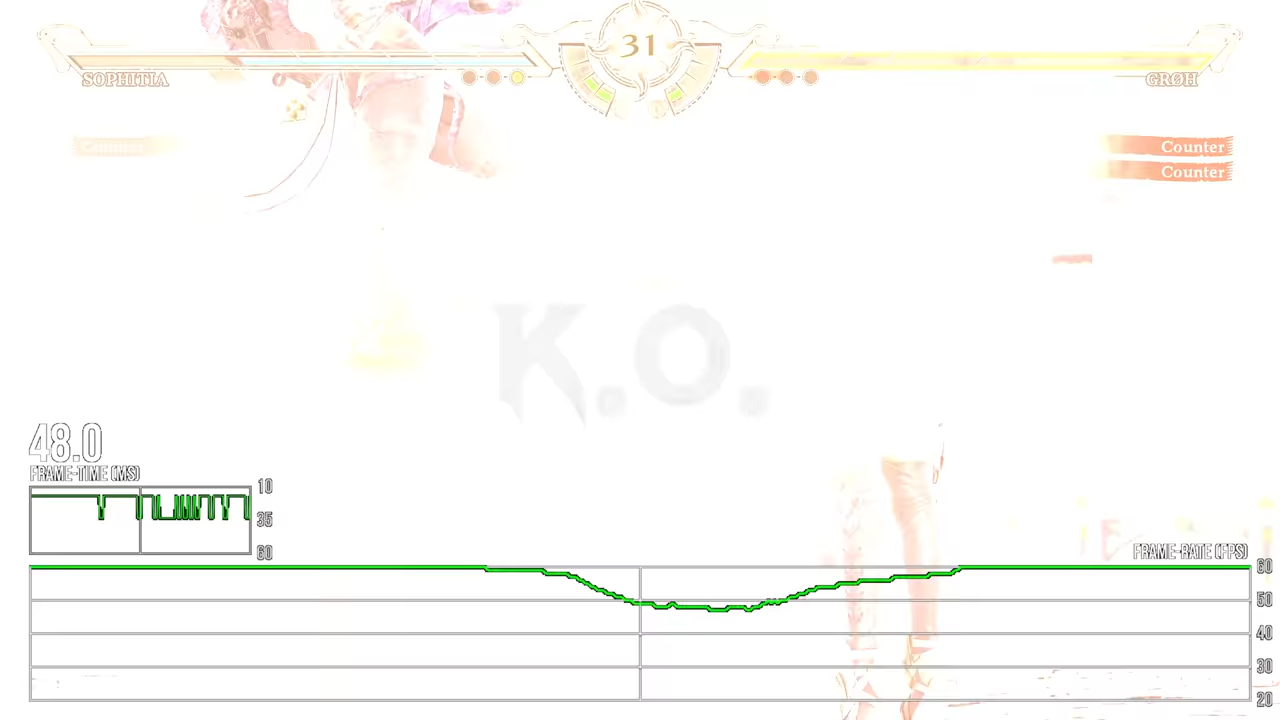 31
SOPHITIA
GRØH
Counter
Counter
Counter
K.O.
48.0
FRAME-TIME (MS)
10
35
60
FRAME-RATE (FPS)
60
50
40
30
20